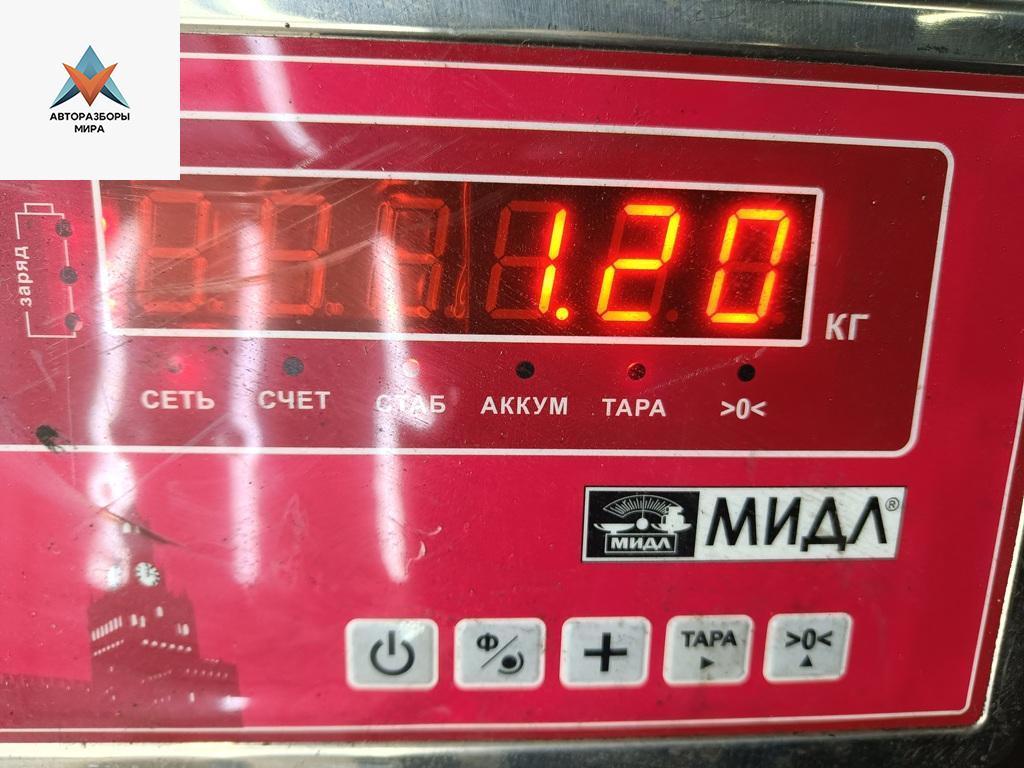 АВТОРАЗБОРЫ
МИРА
заряд
1.20
КГ
СЕТЬ СЧЕТ СТАБ АККУМ ТАРА >0<
МИДЛ МИДЛ®
Ф ТАРА >0<